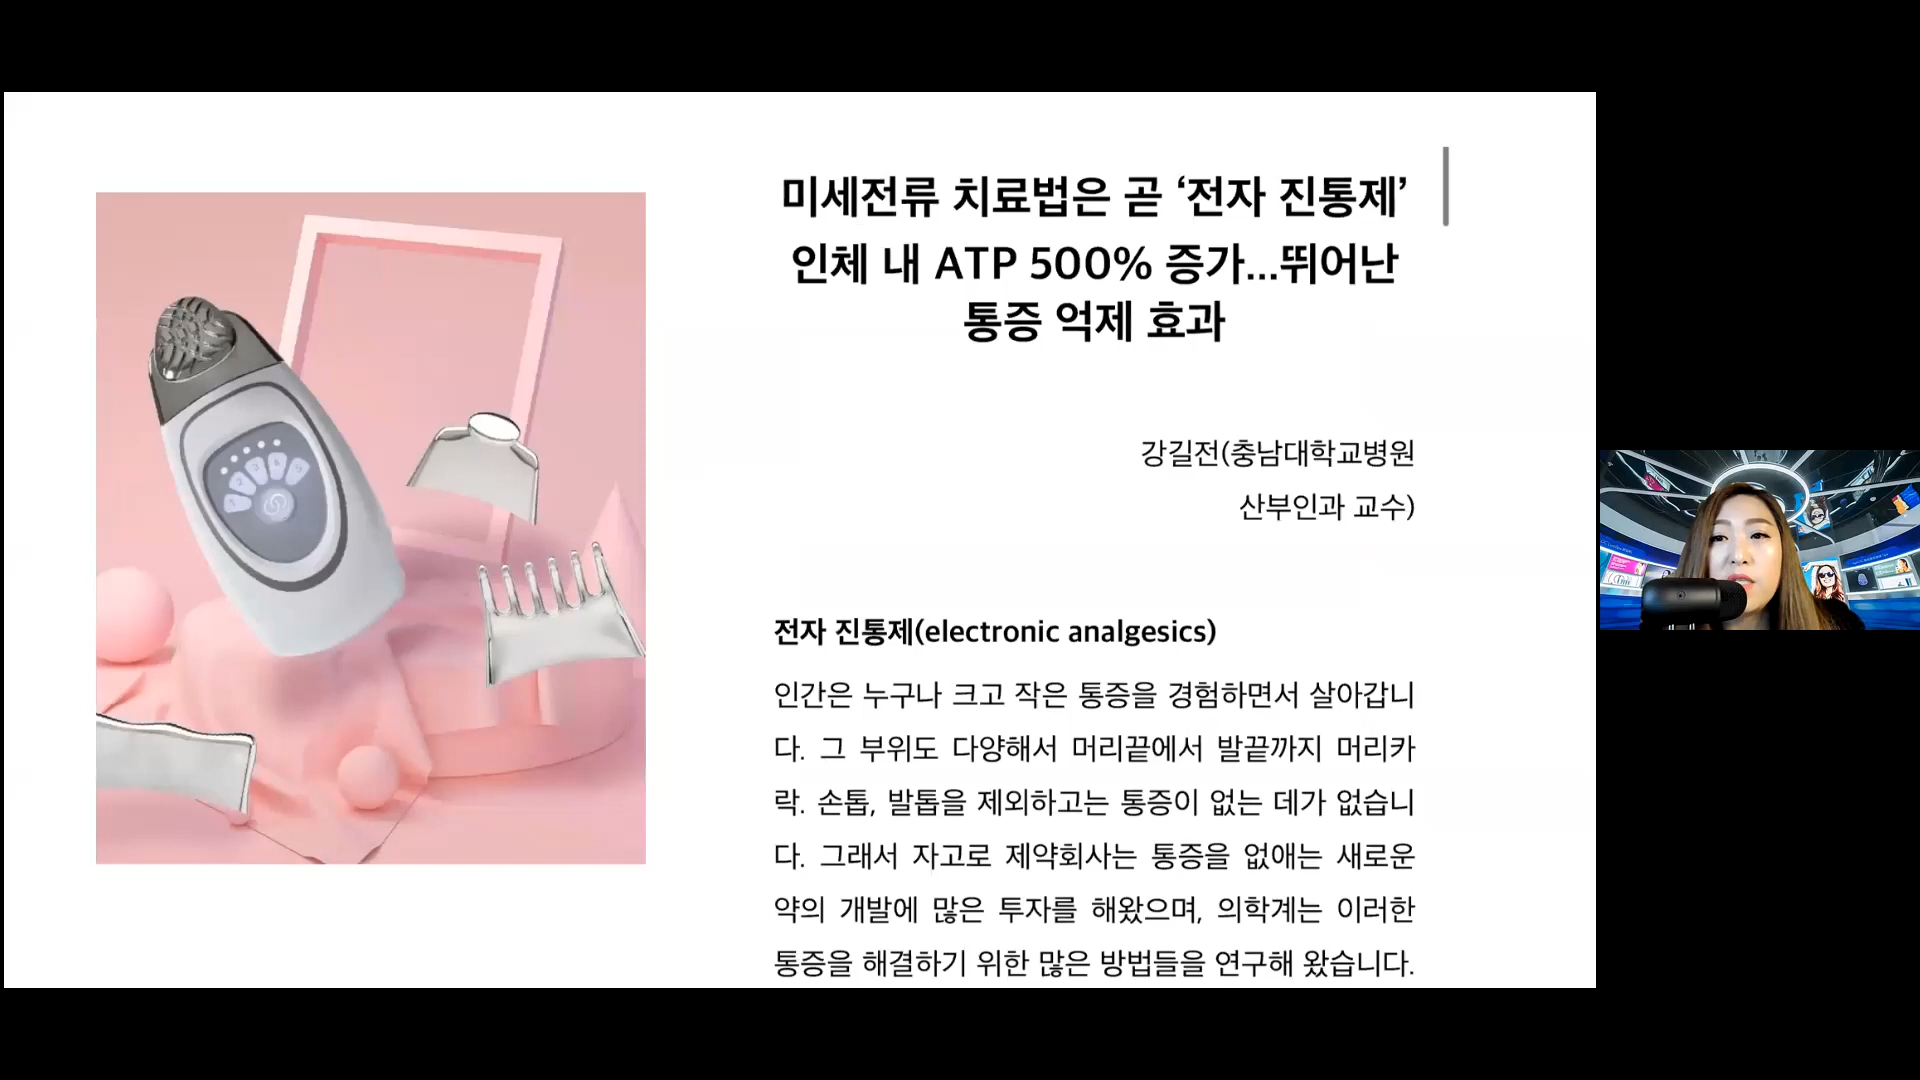 미세전류 치료법은 곧 ‘전자 진통제’
인체 내 ATP 500% 증가...뛰어난
통증 억제 효과
강길전(충남대학교병원
산부인과 교수)
전자 진통제(electronic analgesics)
인간은 누구나 크고 작은 통증을 경험하면서 살아갑니
다. 그 부위도 다양해서 머리끝에서 발끝까지 머리카
락. 손톱, 발톱을 제외하고는 통증이 없는 데가 없습니
다. 그래서 자고로 제약회사는 통증을 없애는 새로운
약의 개발에 많은 투자를 해왔으며, 의학계는 이러한
통증을 해결하기 위한 많은 방법들을 연구해 왔습니다.